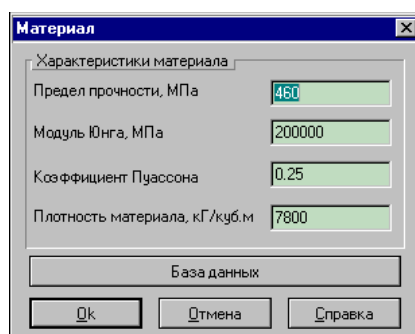 Материал
Характеристики материала
Предел прочности, МПа 460
Модуль Юнга, МПа 200000
Коэффициент Пуассона 0.25
Плотность материала, кГ/куб.м 7800
База данных
Ok Отмена Справка